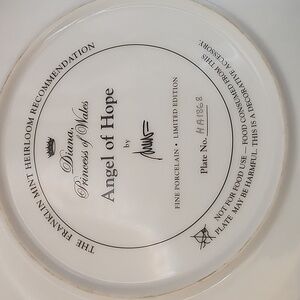 THE FRANKLIN MINT HEIRLOOM RECOMMENDATION
Diana,
Princess of Wales
Angel of Hope
by
FINE PORCELAIN • LIMITED EDITION
Plate No. HA1868
NOT FOR FOOD USE — FOOD CONSUMED FROM THIS
PLATE MAY BE HARMFUL. THIS IS A DECORATIVE ACCESSORY.